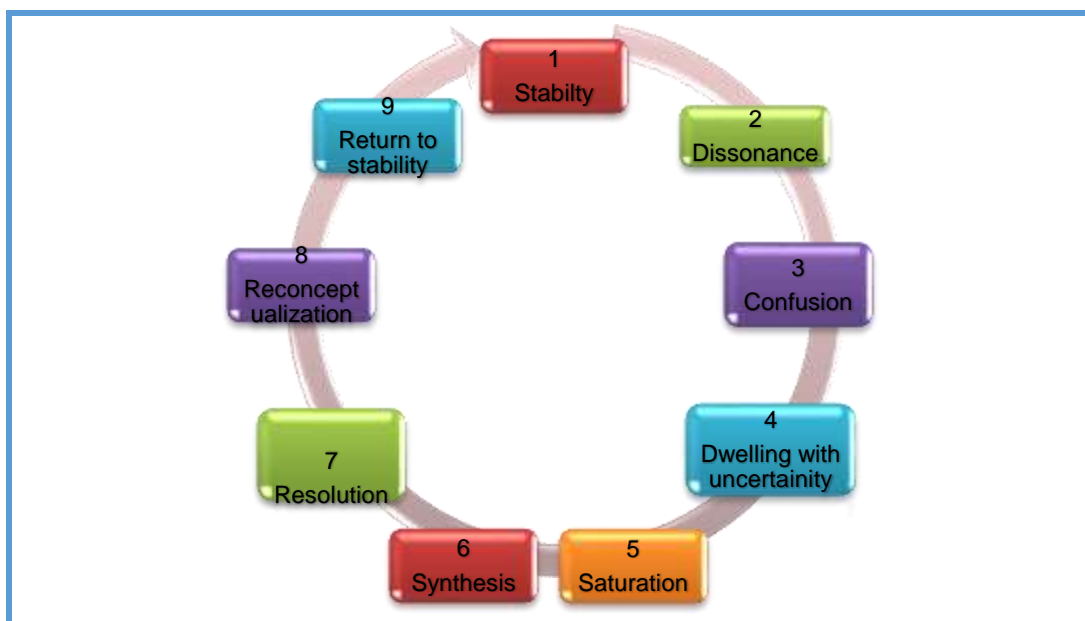 1
Stabilty
2
Dissonance
3
Confusion
4
Dwelling with
uncertainity
5
Saturation
6
Synthesis
7
Resolution
8
Reconcept
ualization
9
Return to
stability